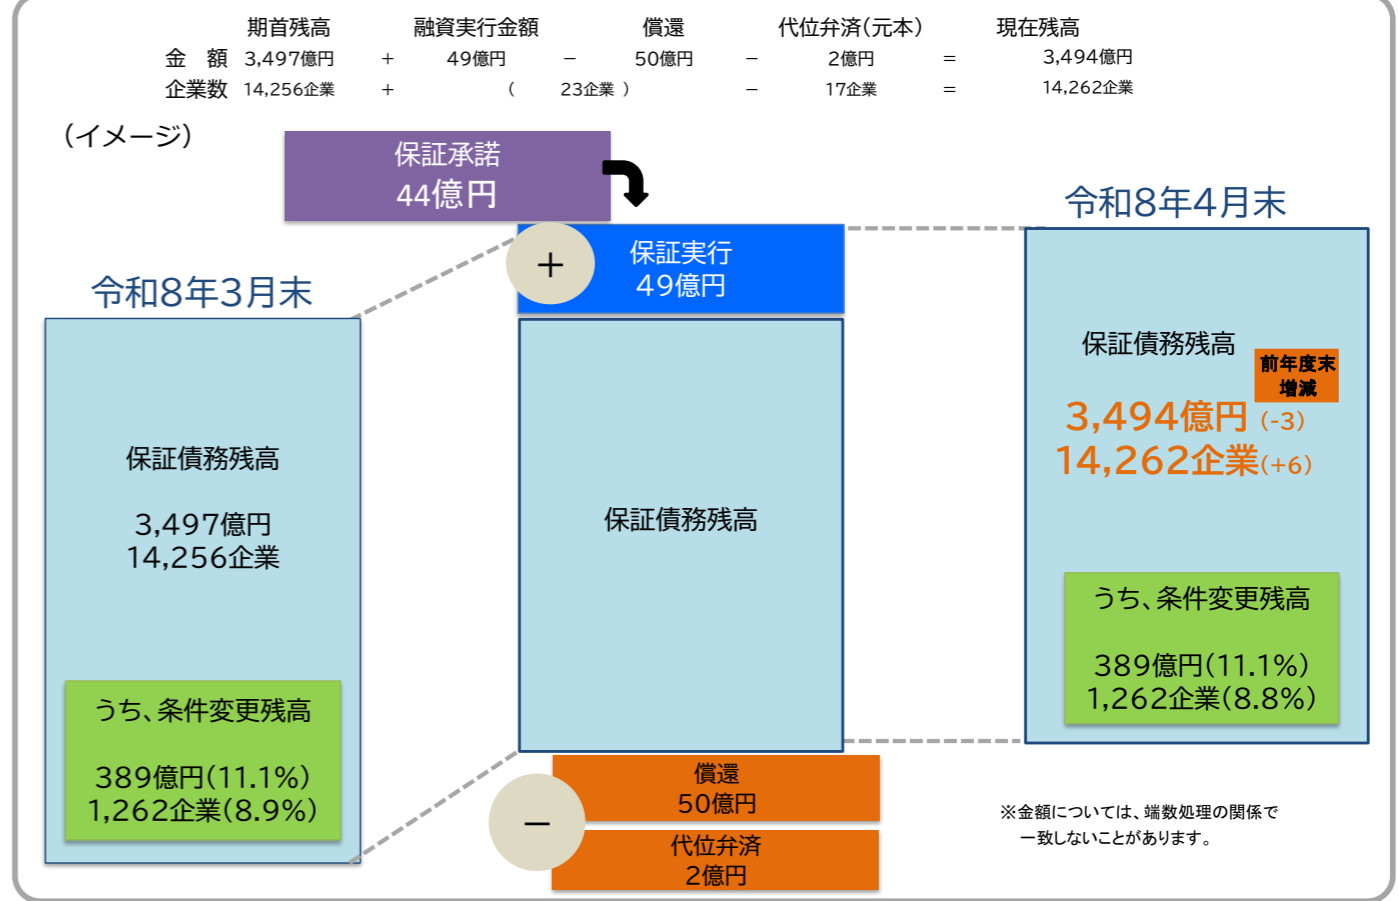 期首残高 融資実行金額 償還 代位弁済(元本) 現在残高
金　額 3,497億円 + 49億円 − 50億円 − 2億円 = 3,494億円
企業数 14,256企業 + ( 23企業 ) − 17企業 = 14,262企業
(イメージ)
保証承諾
44億円
令和8年4月末
保証実行
49億円
+
令和8年3月末
保証債務残高
3,497億円
14,256企業
うち、条件変更残高
389億円(11.1%)
1,262企業(8.9%)
保証債務残高
償還
50億円
−
代位弁済
2億円
保証債務残高
前年度末
増減
3,494億円 (-3)
14,262企業(+6)
うち、条件変更残高
389億円(11.1%)
1,262企業(8.8%)
※金額については、端数処理の関係で
一致しないことがあります。